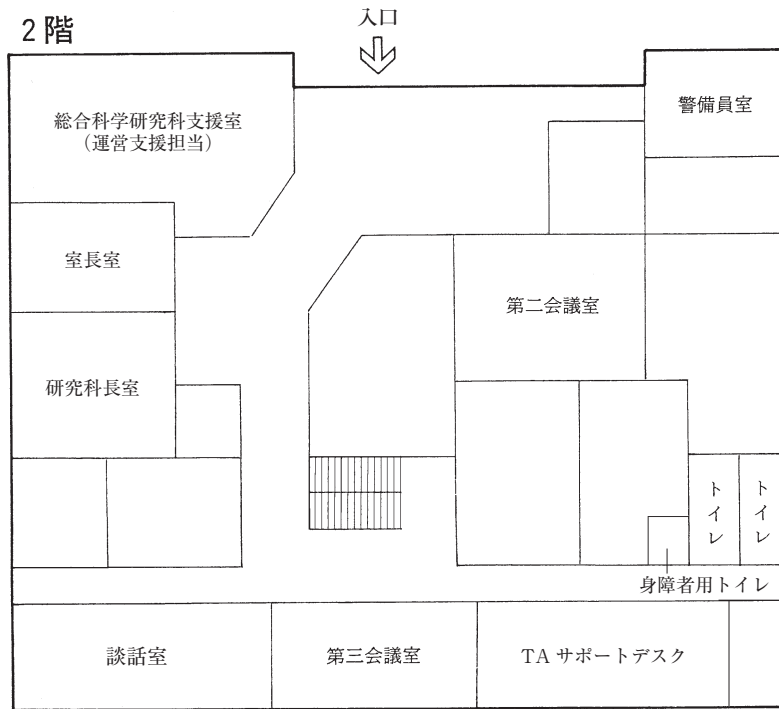 2階
入口
総合科学研究科支援室
（運営支援担当）
警備員室
室長室
第二会議室
研究科長室
トイレ
トイレ
身障者用トイレ
談話室
第三会議室
TAサポートデスク